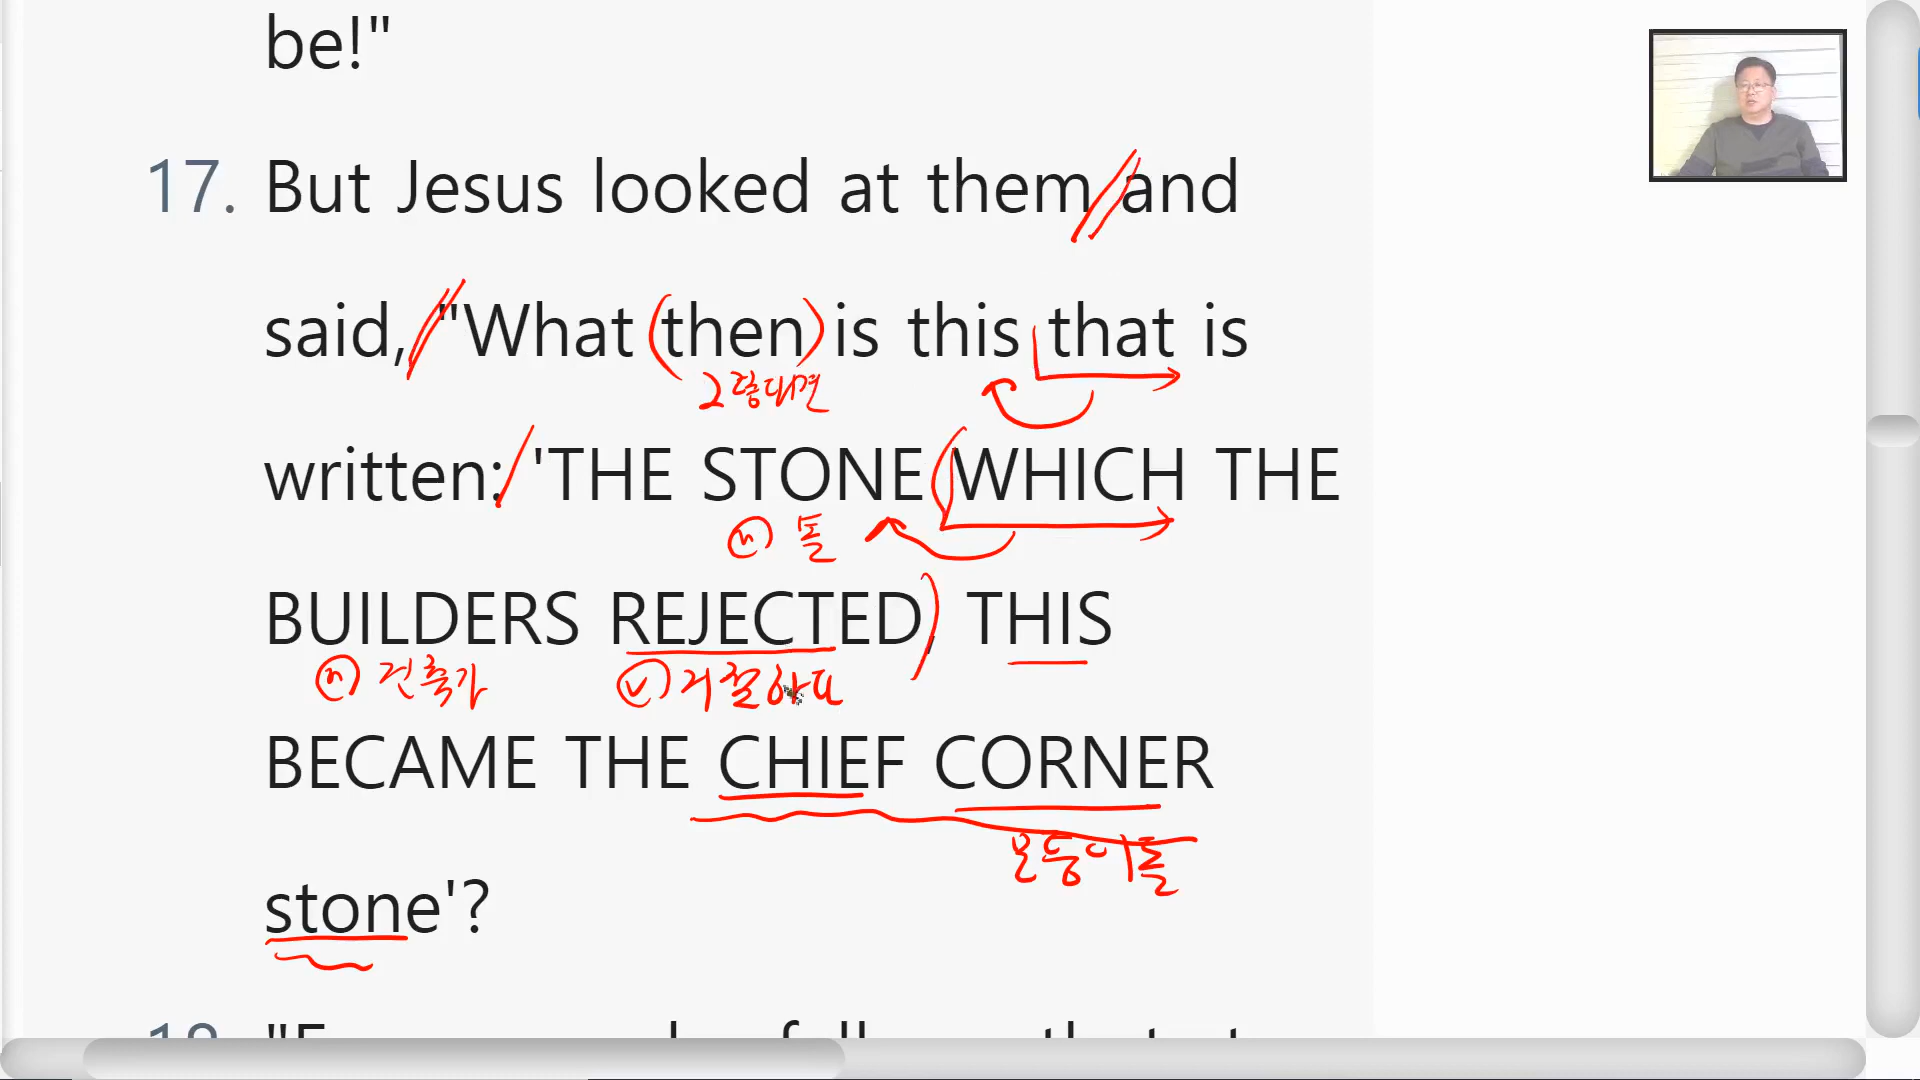 be!"
17. But Jesus looked at them and
said, "What then is this that is
그렇다면
written: 'THE STONE WHICH THE
n 돌
BUILDERS REJECTED, THIS
n 건축가 v 거절하다
BECAME THE CHIEF CORNER
모퉁이돌
stone'?